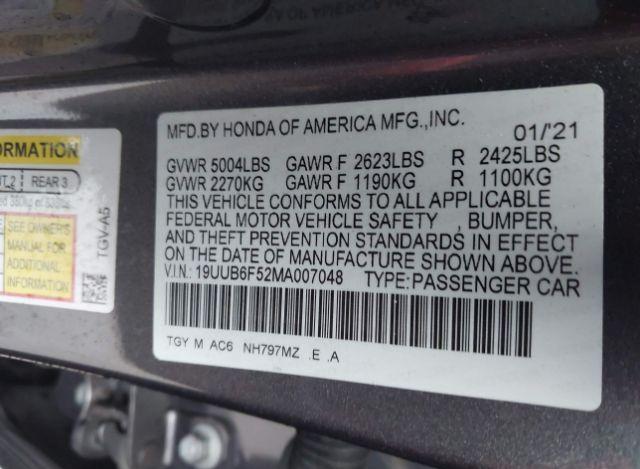 ORMATION
REAR 3
SEE OWNER'S
MANUAL FOR
ADDITIONAL
INFORMATION
TGV-A5
MFD.BY HONDA OF AMERICA MFG.,INC. 01/'21
GVWR 5004LBS GAWR F 2623LBS R 2425LBS
GVWR 2270KG GAWR F 1190KG R 1100KG
THIS VEHICLE CONFORMS TO ALL APPLICABLE
FEDERAL MOTOR VEHICLE SAFETY , BUMPER,
AND THEFT PREVENTION STANDARDS IN EFFECT
ON THE DATE OF MANUFACTURE SHOWN ABOVE.
V.I.N: 19UUB6F52MA007048 TYPE:PASSENGER CAR
TGY M AC6 NH797MZ .E .A